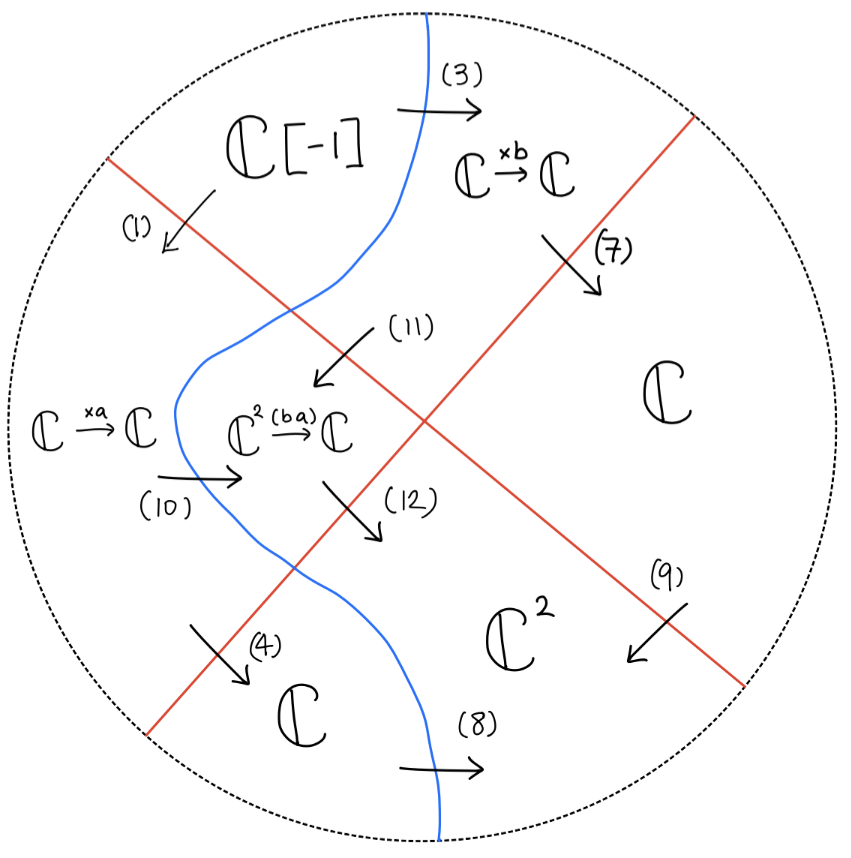 (3)
ℂ[-1]
ℂ →^{×b} ℂ
(1)
(7)
(11)
ℂ
ℂ →^{×a} ℂ
ℂ² →^{(b a)} ℂ
(10)
(12)
(9)
ℂ²
(4)
ℂ
(8)